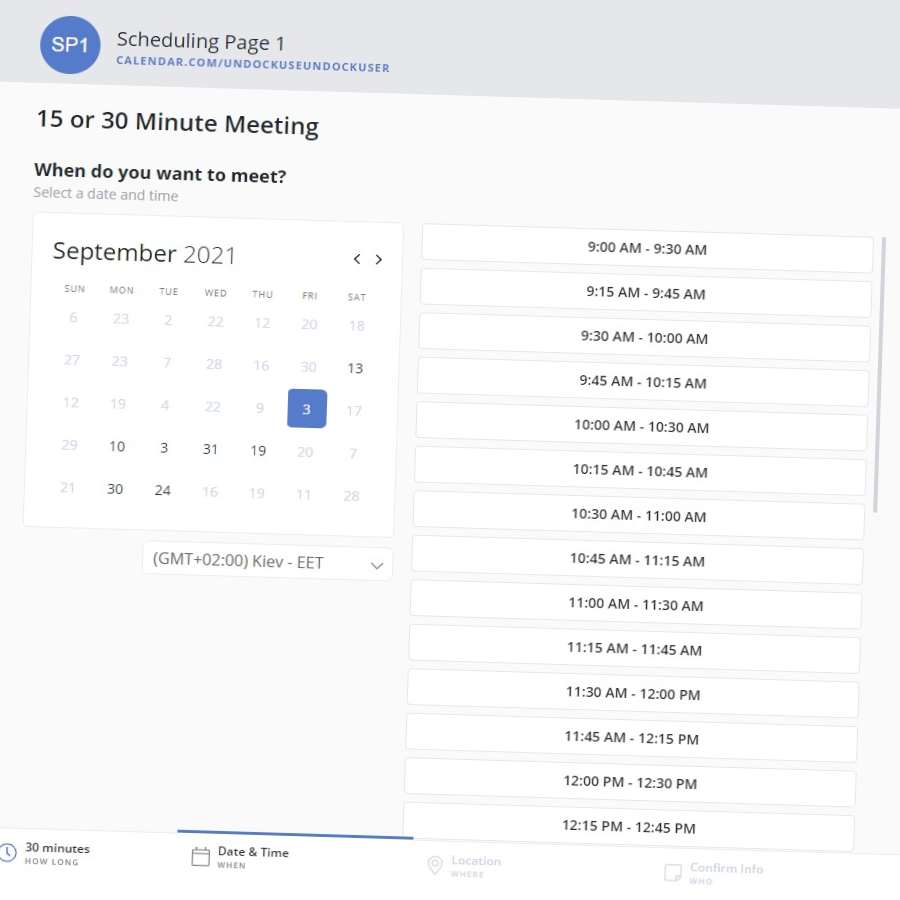 SP1
Scheduling Page 1
CALENDAR.COM/UNDOCKUSEUNDOCKUSER
15 or 30 Minute Meeting
When do you want to meet?
Select a date and time
September 2021
SUN MON TUE WED THU FRI SAT
6 23 2 22 12 20 18
27 23 7 28 16 30 13
12 19 4 22 9 3 17
29 10 3 31 19 20 7
21 30 24 16 19 11 28
(GMT+02:00) Kiev - EET
9:00 AM - 9:30 AM
9:15 AM - 9:45 AM
9:30 AM - 10:00 AM
9:45 AM - 10:15 AM
10:00 AM - 10:30 AM
10:15 AM - 10:45 AM
10:30 AM - 11:00 AM
10:45 AM - 11:15 AM
11:00 AM - 11:30 AM
11:15 AM - 11:45 AM
11:30 AM - 12:00 PM
11:45 AM - 12:15 PM
12:00 PM - 12:30 PM
12:15 PM - 12:45 PM
30 minutes
HOW LONG
Date & Time
WHEN
Location
WHERE
Confirm Info
WHO